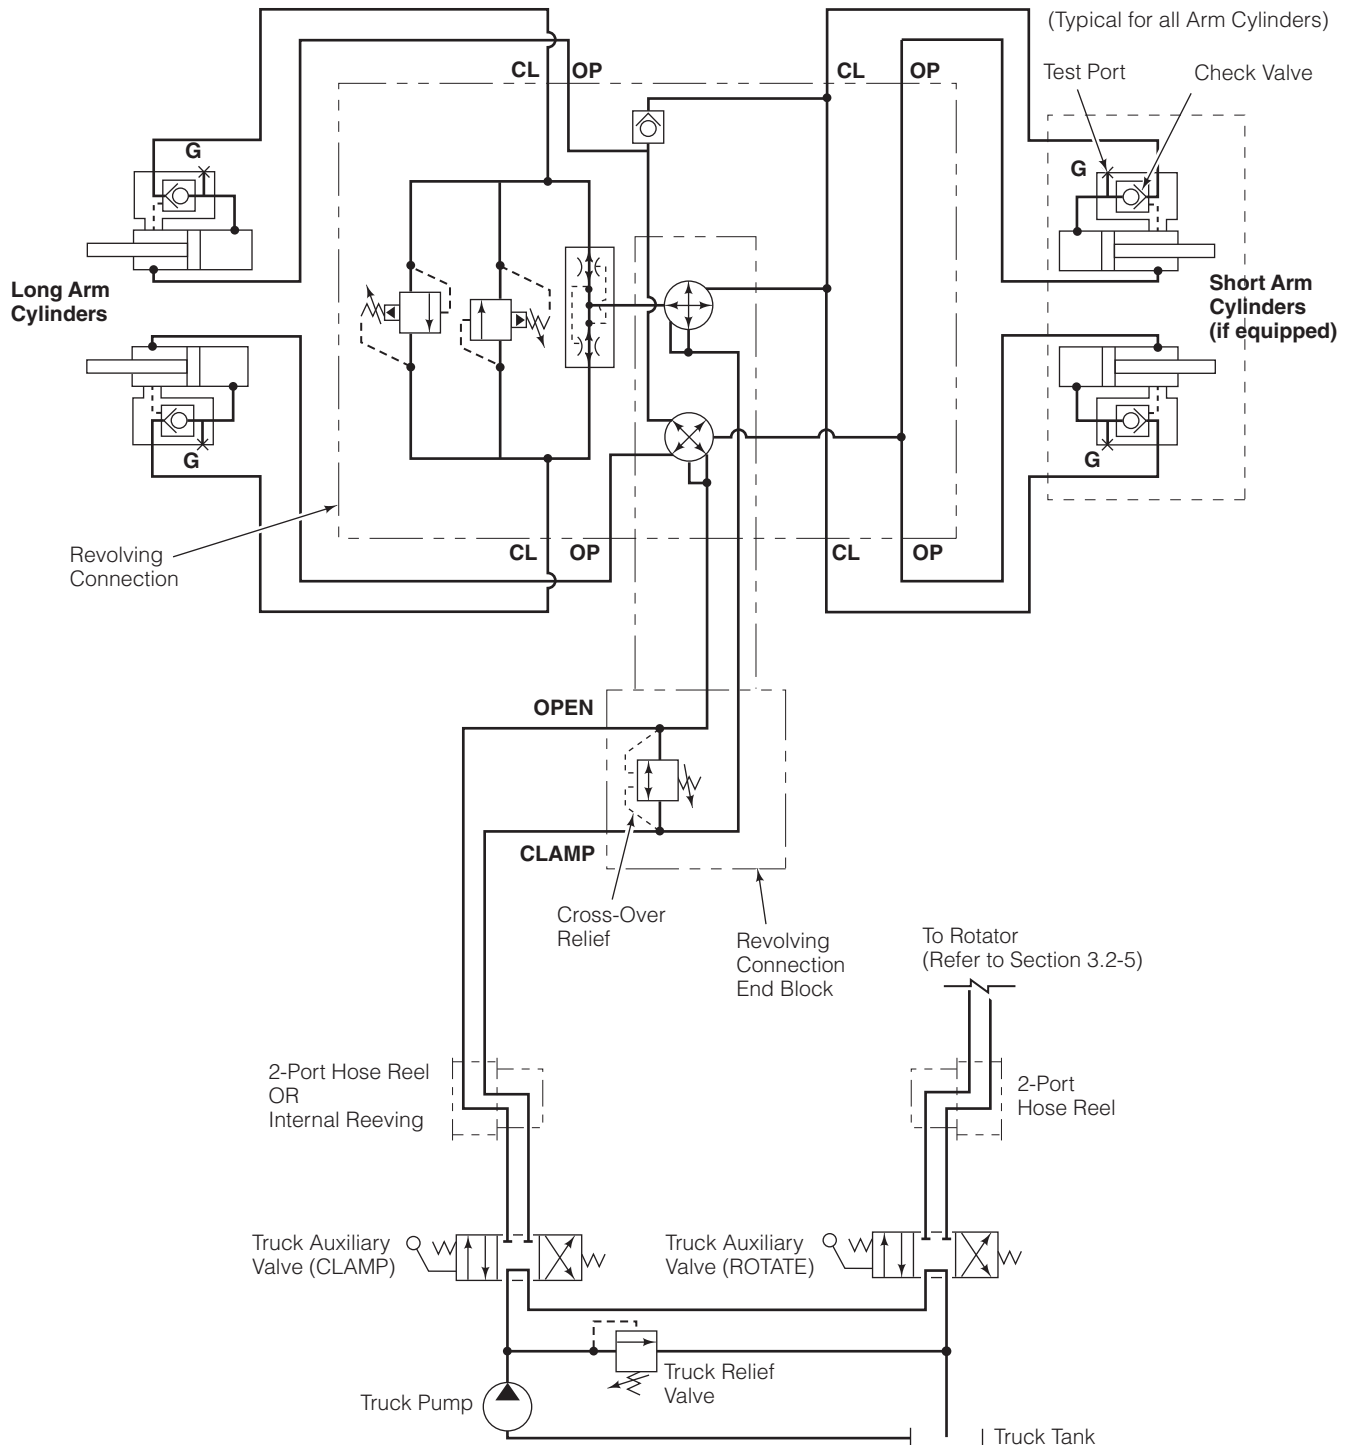 (Typical for all Arm Cylinders)
CL
OP
CL
OP
Test Port
Check Valve
G
G
Long Arm
Cylinders
Short Arm
Cylinders
(if equipped)
G
G
Revolving
Connection
CL
OP
CL
OP
OPEN
CLAMP
Cross-Over
Relief
Revolving
Connection
End Block
To Rotator
(Refer to Section 3.2-5)
2-Port Hose Reel
OR
Internal Reeving
2-Port
Hose Reel
Truck Auxiliary
Valve (CLAMP)
Truck Auxiliary
Valve (ROTATE)
Truck Relief
Valve
Truck Pump
Truck Tank